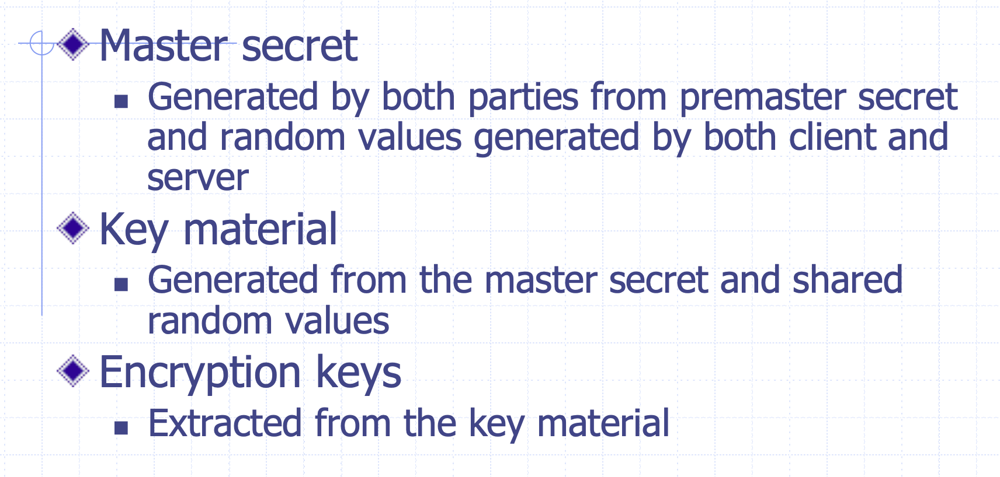 Master secret
Generated by both parties from premaster secret
and random values generated by both client and
server
Key material
Generated from the master secret and shared
random values
Encryption keys
Extracted from the key material